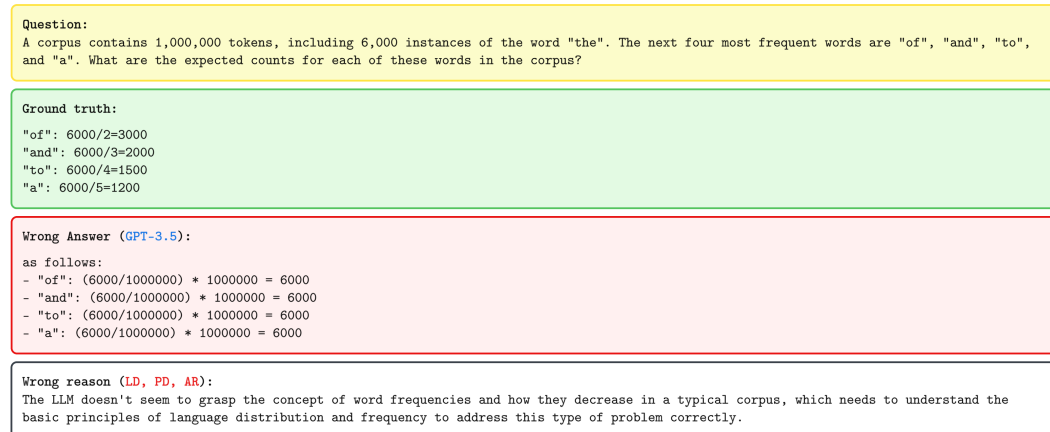 Question:
A corpus contains 1,000,000 tokens, including 6,000 instances of the word "the". The next four most frequent words are "of", "and", "to",
and "a". What are the expected counts for each of these words in the corpus?
Ground truth:
"of": 6000/2=3000
"and": 6000/3=2000
"to": 6000/4=1500
"a": 6000/5=1200
Wrong Answer (GPT-3.5):
as follows:
- "of": (6000/1000000) * 1000000 = 6000
- "and": (6000/1000000) * 1000000 = 6000
- "to": (6000/1000000) * 1000000 = 6000
- "a": (6000/1000000) * 1000000 = 6000
Wrong reason (LD, PD, AR):
The LLM doesn't seem to grasp the concept of word frequencies and how they decrease in a typical corpus, which needs to understand the
basic principles of language distribution and frequency to address this type of problem correctly.